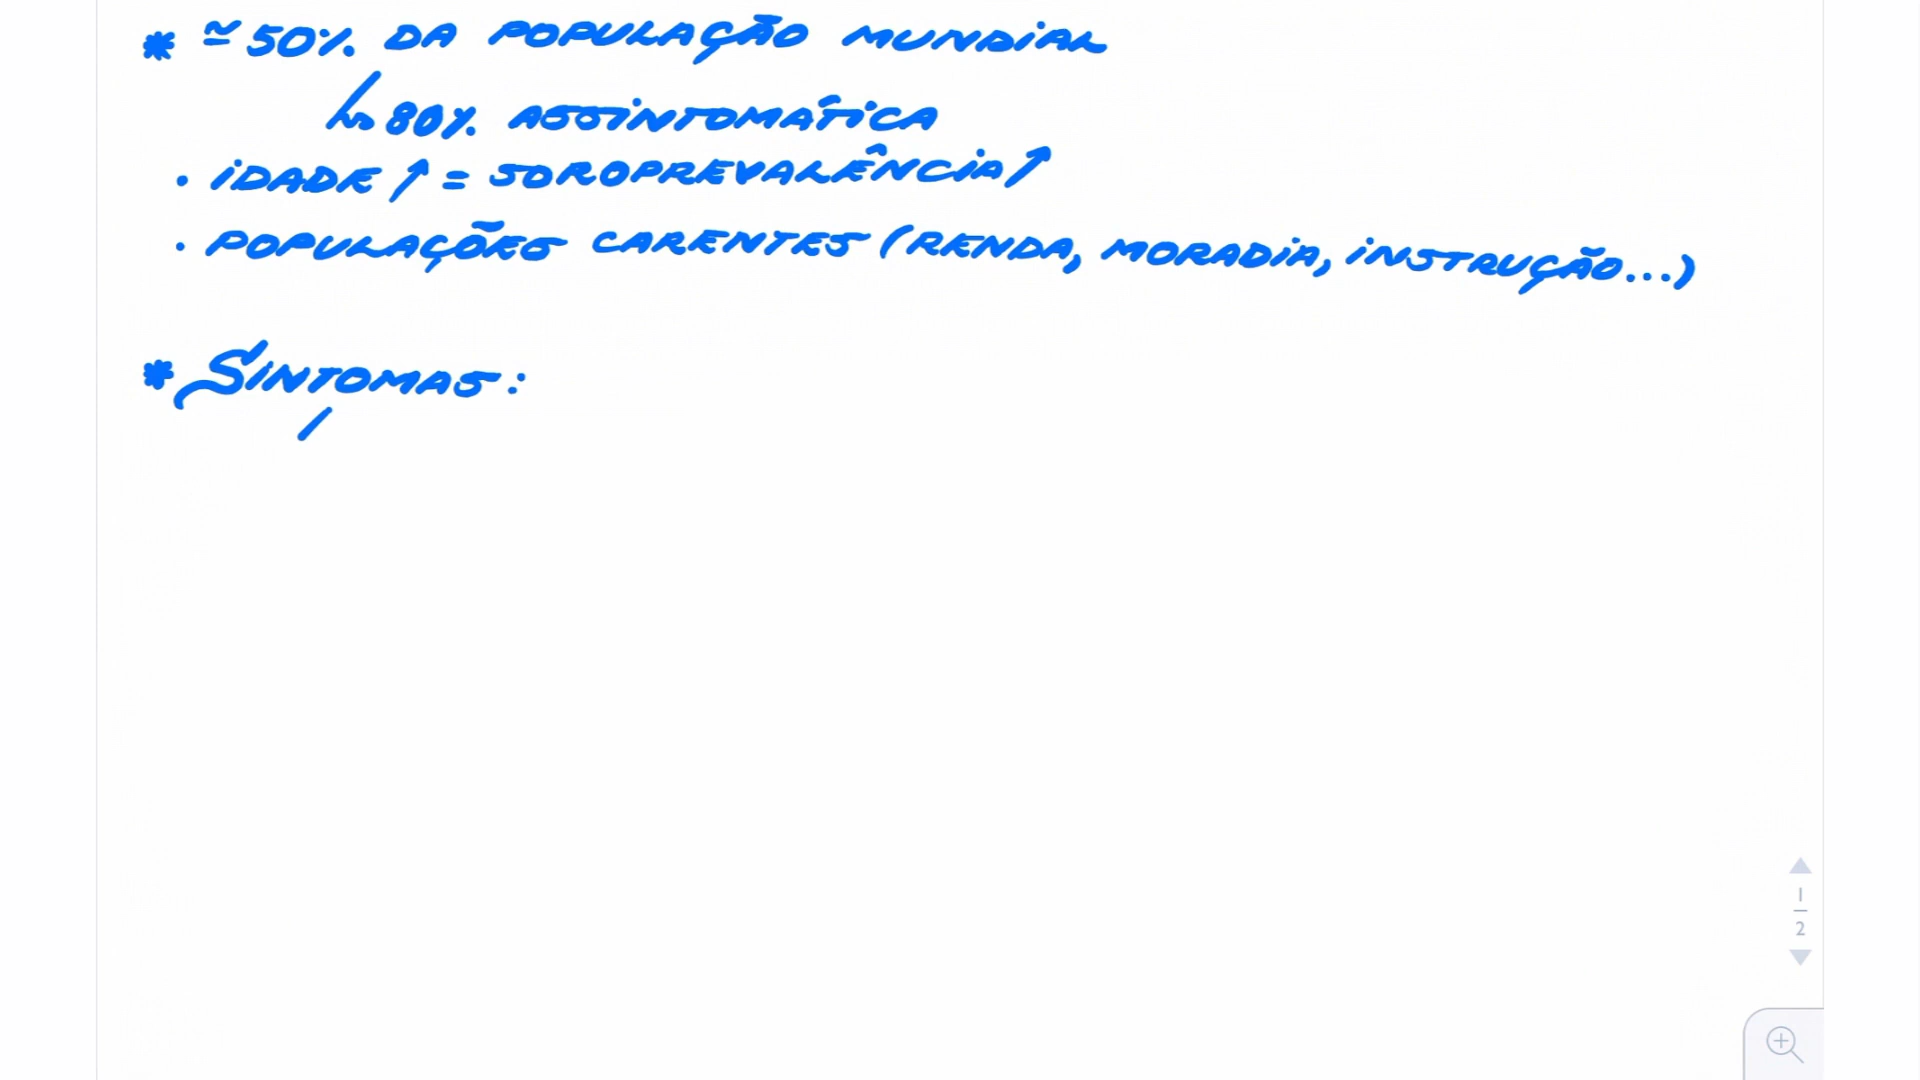 * ≃ 50% DA POPULAÇÃO MUNDIAL
↳ 80% ASSINTOMÁTICA
· IDADE ↑ = SOROPREVALÊNCIA ↑
· POPULAÇÕES CARENTES (RENDA, MORADIA, INSTRUÇÃO...)
* SINTOMAS:
1
2